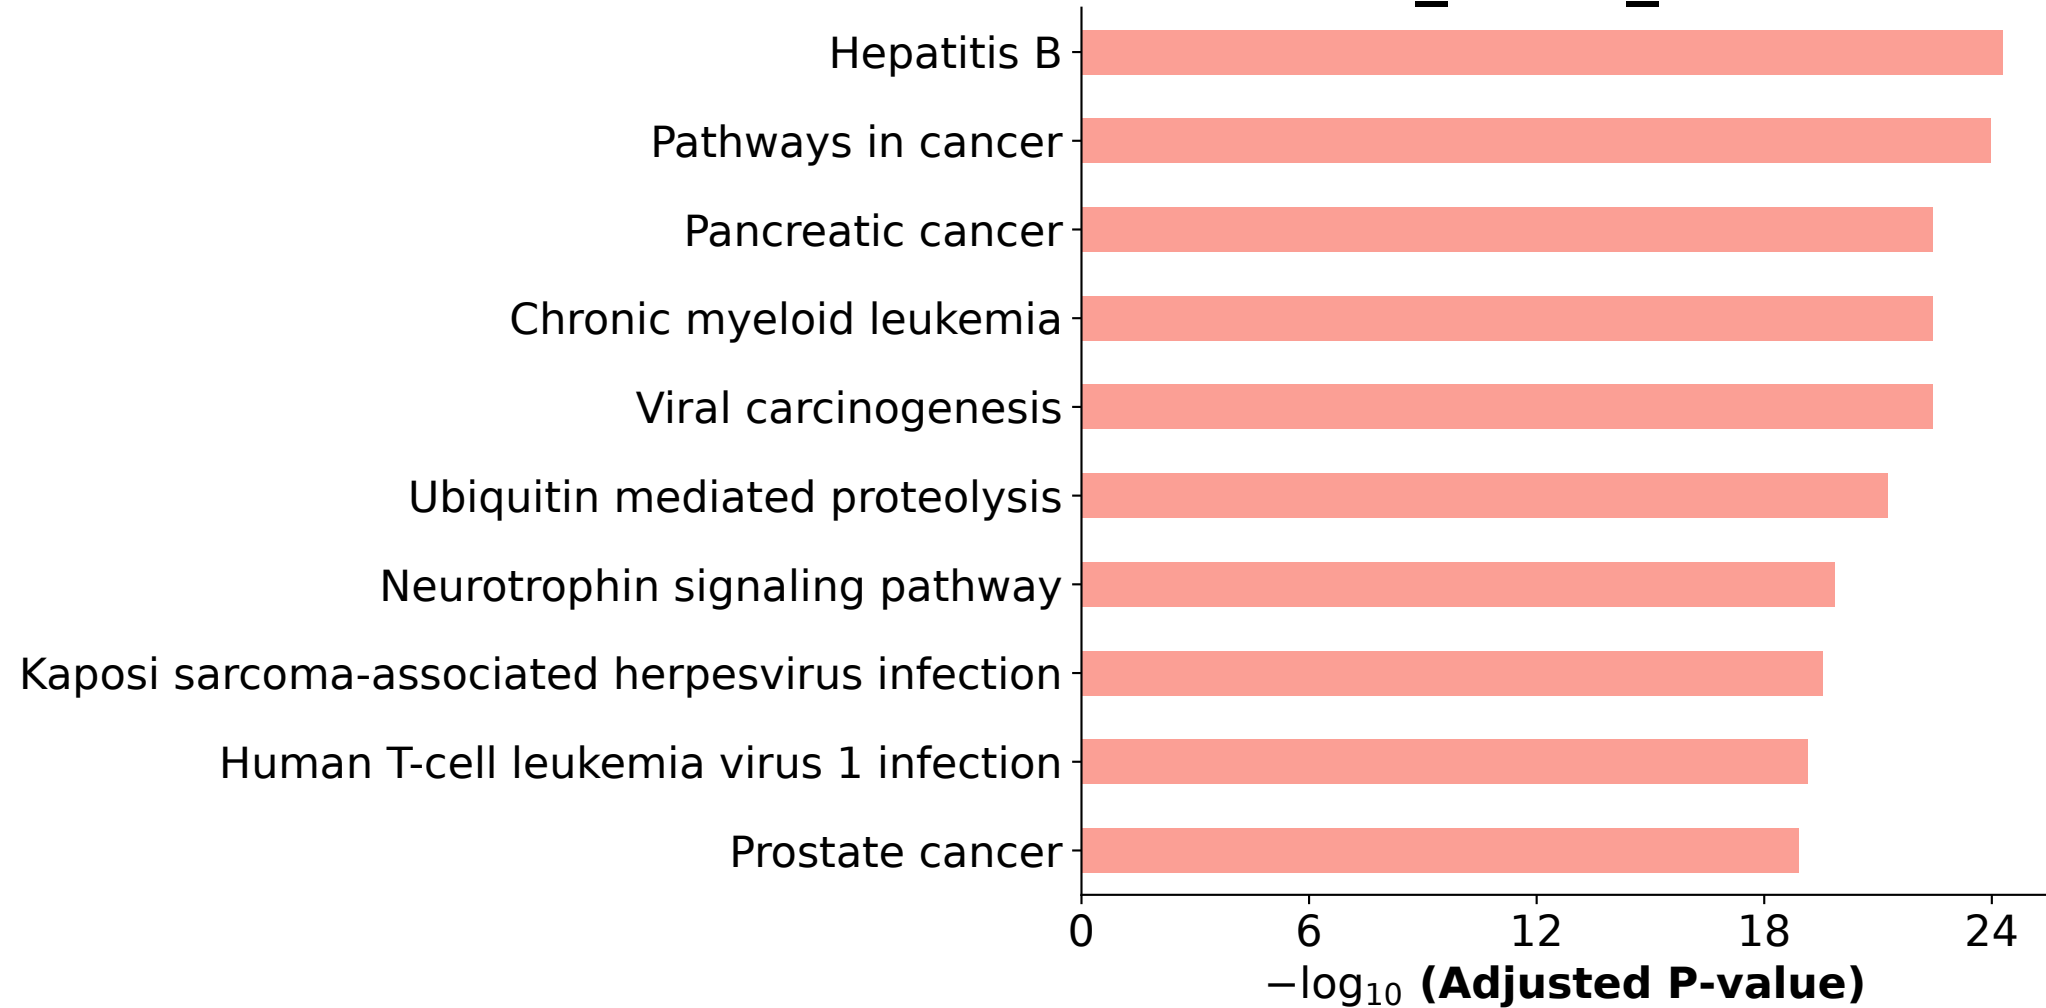 Hepatitis B
Pathways in cancer
Pancreatic cancer
Chronic myeloid leukemia
Viral carcinogenesis
Ubiquitin mediated proteolysis
Neurotrophin signaling pathway
Kaposi sarcoma-associated herpesvirus infection
Human T-cell leukemia virus 1 infection
Prostate cancer
0 6 12 18 24
−log₁₀ (Adjusted P-value)